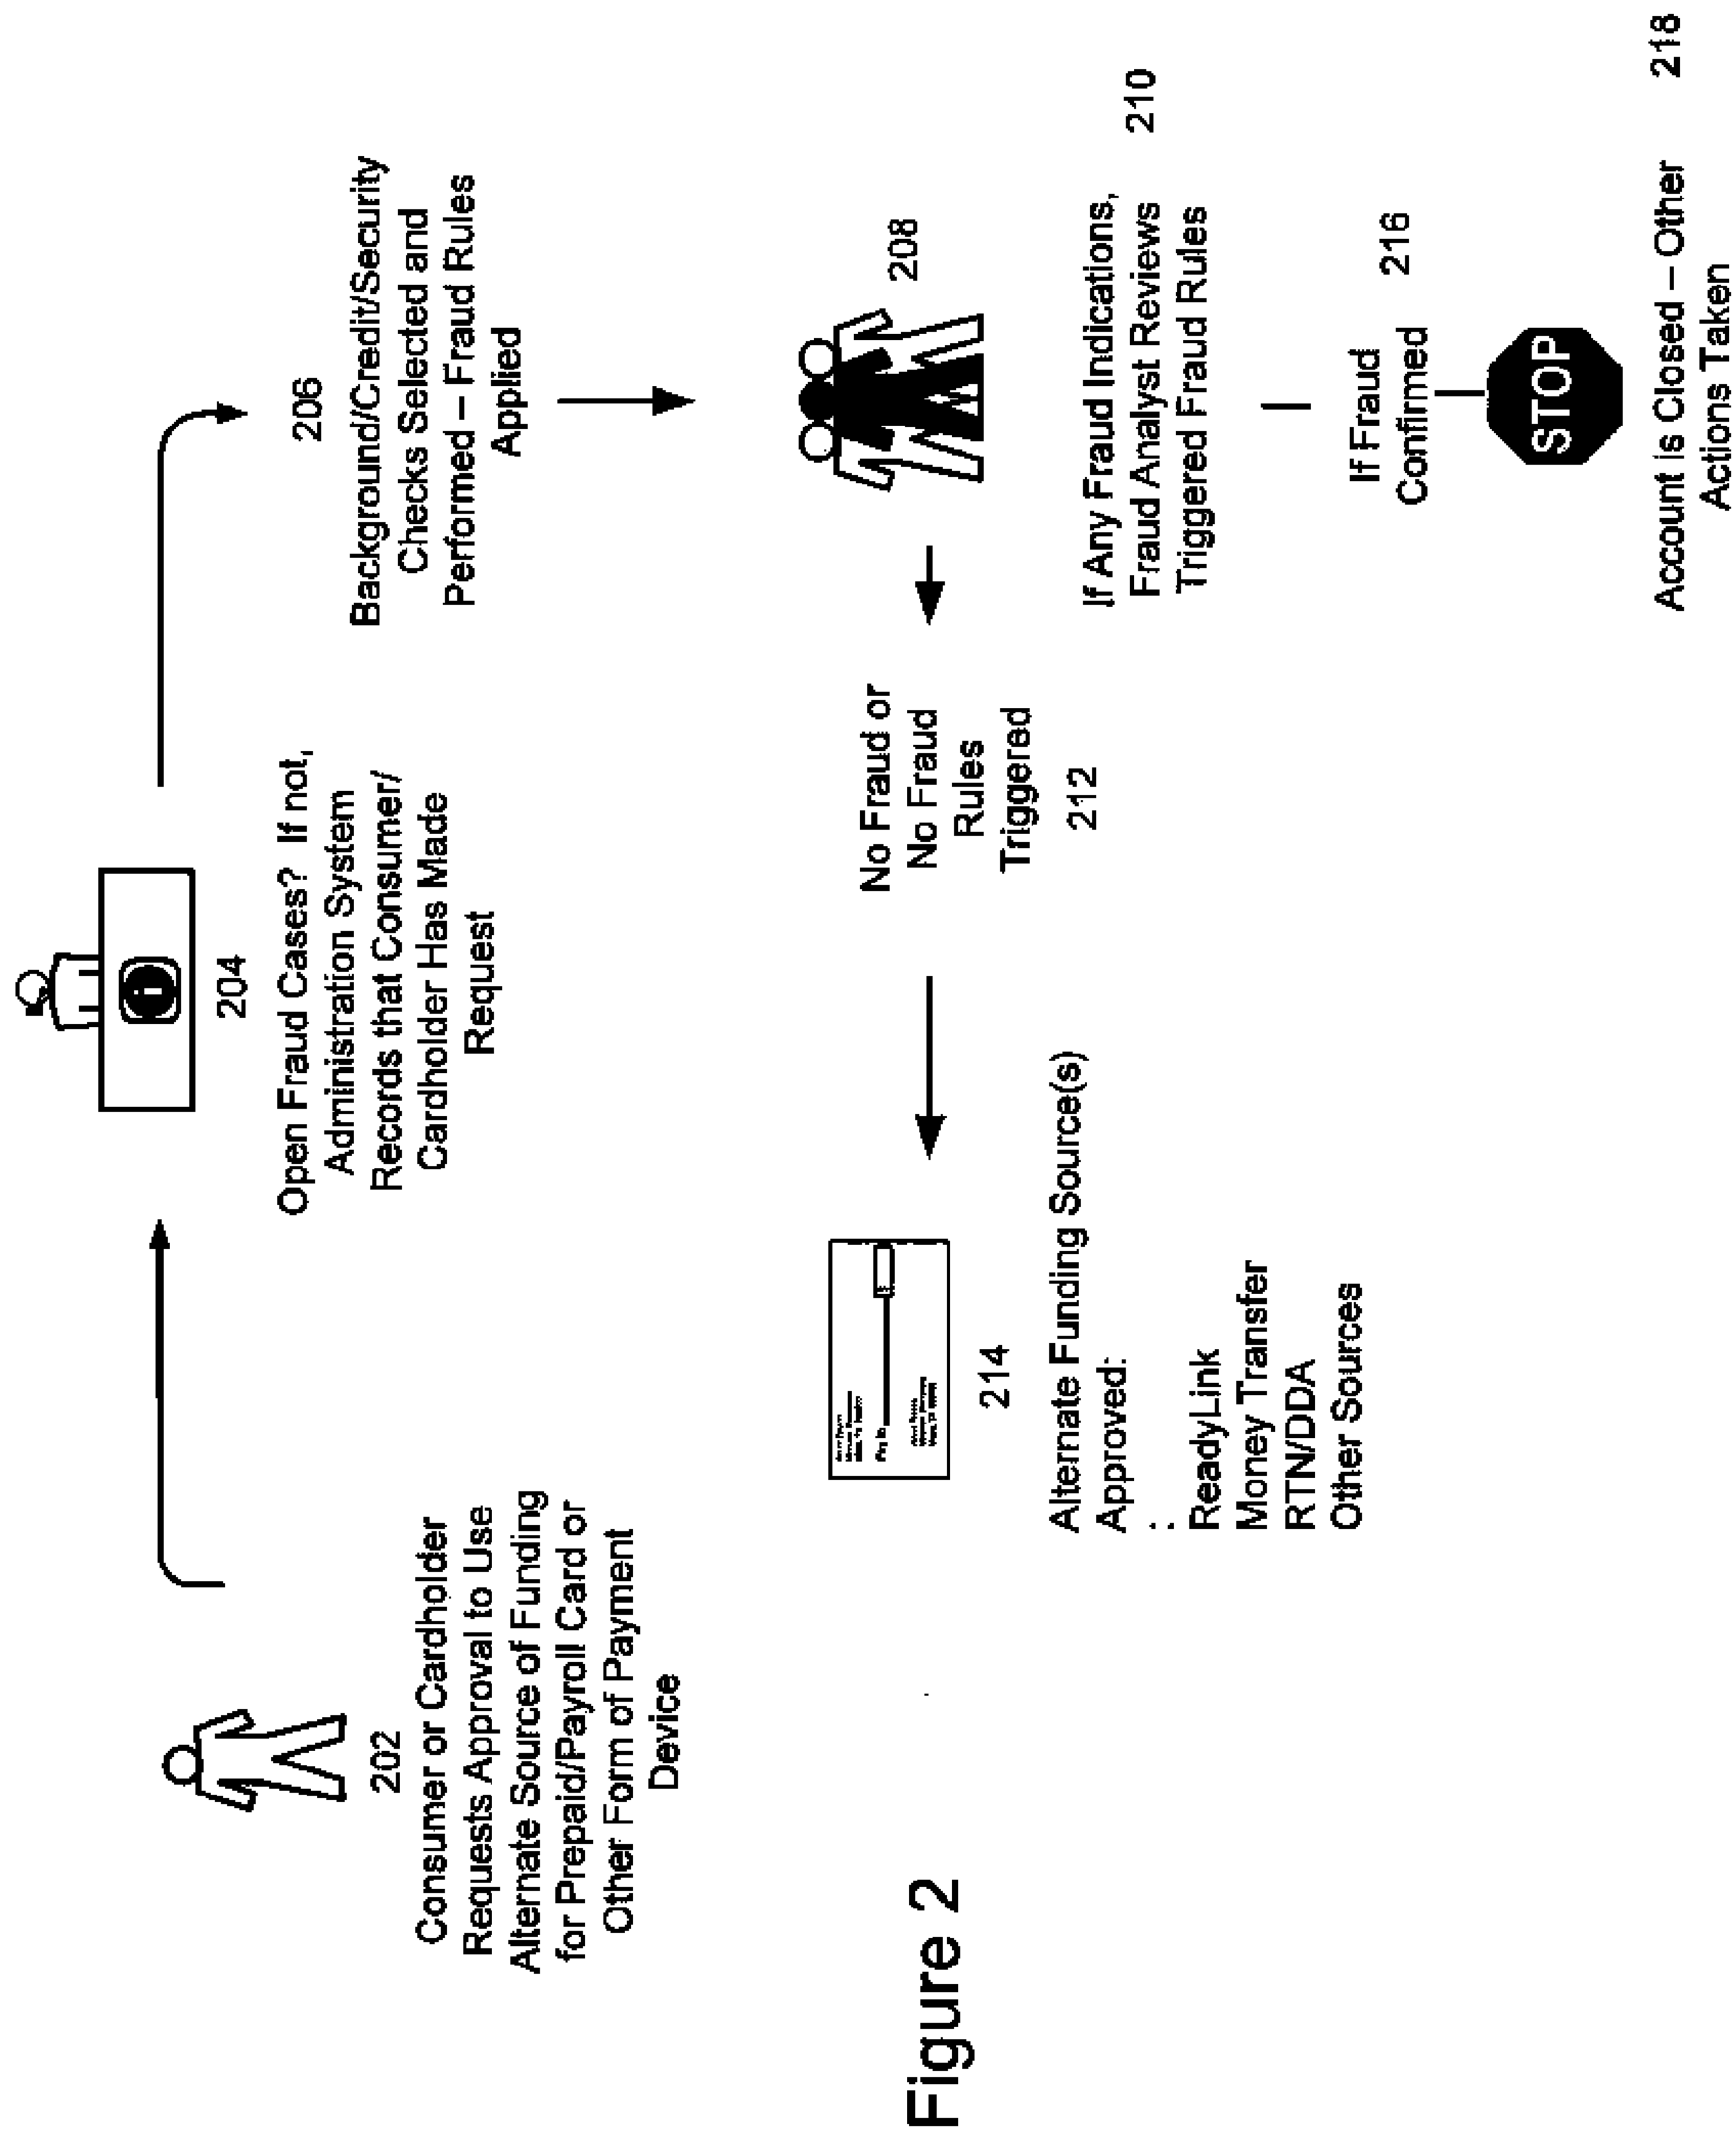 202
Consumer or Cardholder
Requests Approval to Use
Alternate Source of Funding
for Prepaid/Payroll Card or
Other Form of Payment
Device
i
204
Open Fraud Cases? If not,
Administration System
Records that Consumer/
Cardholder Has Made
Request
206
Background/Credit/Security
Checks Selected and
Performed – Fraud Rules
Applied
208
If Any Fraud Indications,
Fraud Analyst Reviews
Triggered Fraud Rules
210
No Fraud or
No Fraud
Rules
Triggered
212
214
Alternate Funding Source(s)
Approved:
:
ReadyLink
Money Transfer
RTN/DDA
Other Sources
If Fraud
Confirmed
216
STOP
Account is Closed – Other
Actions Taken
218
Figure 2